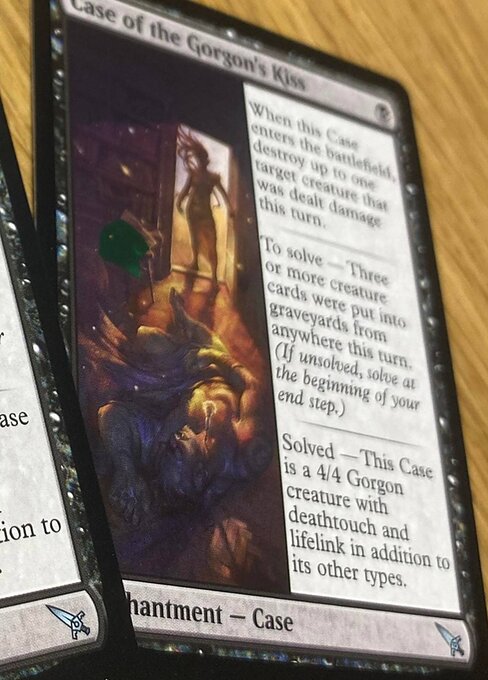 Case of the Gorgon's Kiss
When this Case
enters the battlefield,
destroy up to one
target creature that
was dealt damage
this turn.
To solve — Three
or more creature
cards were put into
graveyards from
anywhere this turn.
(If unsolved, solve at
the beginning of your
end step.)
Solved — This Case
is a 4/4 Gorgon
creature with
deathtouch and
lifelink in addition to
its other types.
hantment — Case
ase
ion to